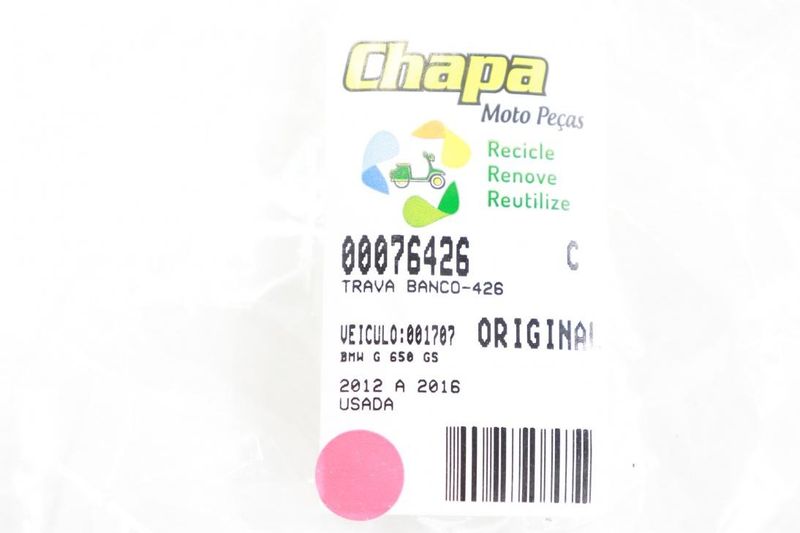 Chapa
Moto Peças
Recicle
Renove
Reutilize
00076426 C
TRAVA BANCO-426
VEICULO:001707 ORIGINAL
BMW G 650 GS
2012 A 2016
USADA